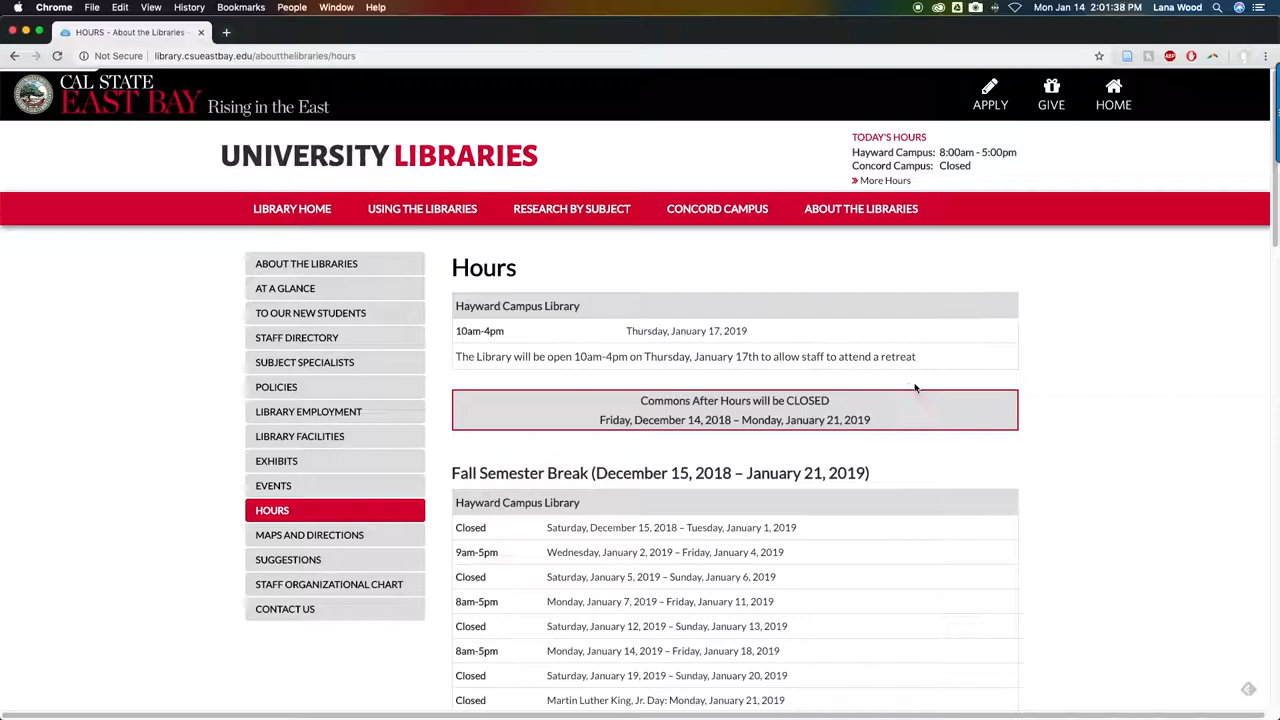 Chrome File Edit View History Bookmarks People Window Help Mon Jan 14 2:01:38 PM Lana Wood
HOURS - About the Libraries -
Not Secure library.csueastbay.edu/aboutthelibraries/hours
CAL STATE
EAST BAY Rising in the East
APPLY GIVE HOME
UNIVERSITY LIBRARIES
TODAY'S HOURS
Hayward Campus: 8:00am - 5:00pm
Concord Campus: Closed
» More Hours
LIBRARY HOME USING THE LIBRARIES RESEARCH BY SUBJECT CONCORD CAMPUS ABOUT THE LIBRARIES
ABOUT THE LIBRARIES
AT A GLANCE
TO OUR NEW STUDENTS
STAFF DIRECTORY
SUBJECT SPECIALISTS
POLICIES
LIBRARY EMPLOYMENT
LIBRARY FACILITIES
EXHIBITS
EVENTS
HOURS
MAPS AND DIRECTIONS
SUGGESTIONS
STAFF ORGANIZATIONAL CHART
CONTACT US
Hours
Hayward Campus Library
10am-4pm Thursday, January 17, 2019
The Library will be open 10am-4pm on Thursday, January 17th to allow staff to attend a retreat
Commons After Hours will be CLOSED
Friday, December 14, 2018 – Monday, January 21, 2019
Fall Semester Break (December 15, 2018 – January 21, 2019)
Hayward Campus Library
Closed Saturday, December 15, 2018 – Tuesday, January 1, 2019
9am-5pm Wednesday, January 2, 2019 – Friday, January 4, 2019
Closed Saturday, January 5, 2019 – Sunday, January 6, 2019
8am-5pm Monday, January 7, 2019 – Friday, January 11, 2019
Closed Saturday, January 12, 2019 – Sunday, January 13, 2019
8am-5pm Monday, January 14, 2019 – Friday, January 18, 2019
Closed Saturday, January 19, 2019 – Sunday, January 20, 2019
Closed Martin Luther King, Jr. Day: Monday, January 21, 2019